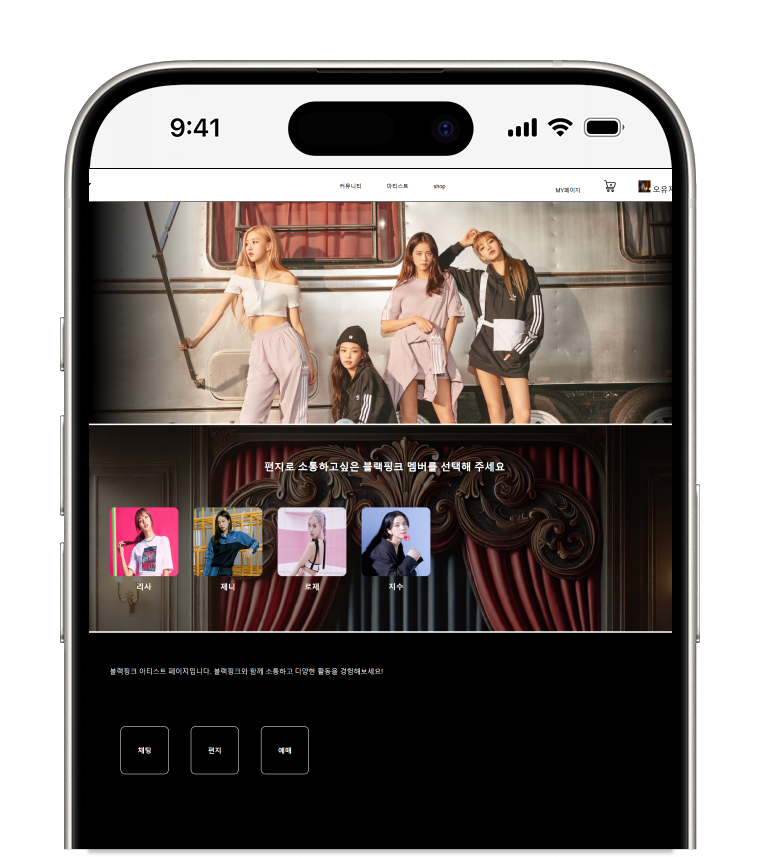 9:41
커뮤니티 아티스트 shop MY페이지
편지로 소통하고싶은 블랙핑크 멤버를 선택해 주세요
리사 제니 로제 지수
블랙핑크 아티스트 페이지입니다. 블랙핑크와 함께 소통하고 다양한 활동을 경험해보세요!
채팅 편지 예매